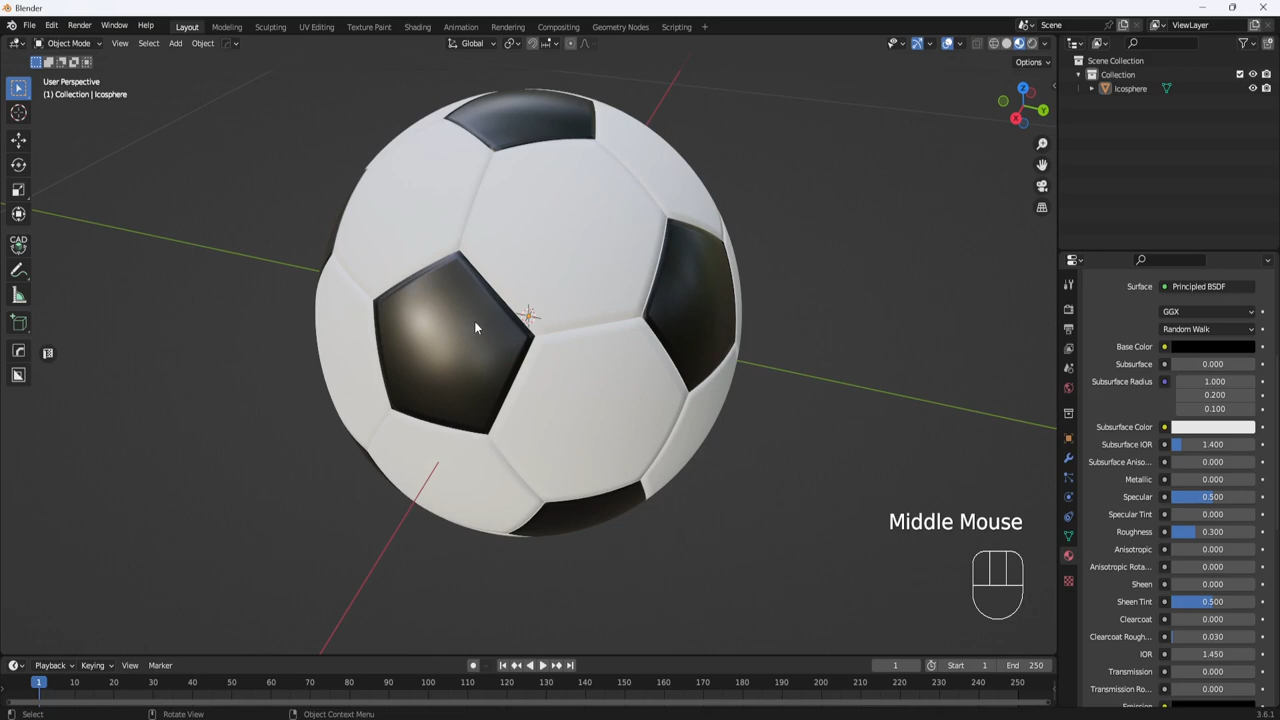 Blender
File Edit Render Window Help Layout Modeling Sculpting UV Editing Texture Paint Shading Animation Rendering Compositing Geometry Nodes Scripting + Scene ViewLayer
Object Mode View Select Add Object Global
Options
User Perspective
(1) Collection | Icosphere
Z
Y
X
CAD
Scene Collection
Collection
Icosphere
Surface Principled BSDF
GGX
Random Walk
Base Color
Subsurface 0.000
Subsurface Radius 1.000
0.200
0.100
Subsurface Color
Subsurface IOR 1.400
Subsurface Aniso... 0.000
Metallic 0.000
Specular 0.500
Specular Tint 0.000
Roughness 0.300
Anisotropic 0.000
Anisotropic Rota... 0.000
Sheen 0.000
Sheen Tint 0.500
Clearcoat 0.000
Clearcoat Rough... 0.030
IOR 1.450
Transmission 0.000
Transmission Ro... 0.000
Middle Mouse
Playback Keying View Marker 1 Start 1 End 250
1 10 20 30 40 50 60 70 80 90 100 110 120 130 140 150 160 170 180 190 200 210 220 230 240 250
Select Rotate View Object Context Menu 3.6.1